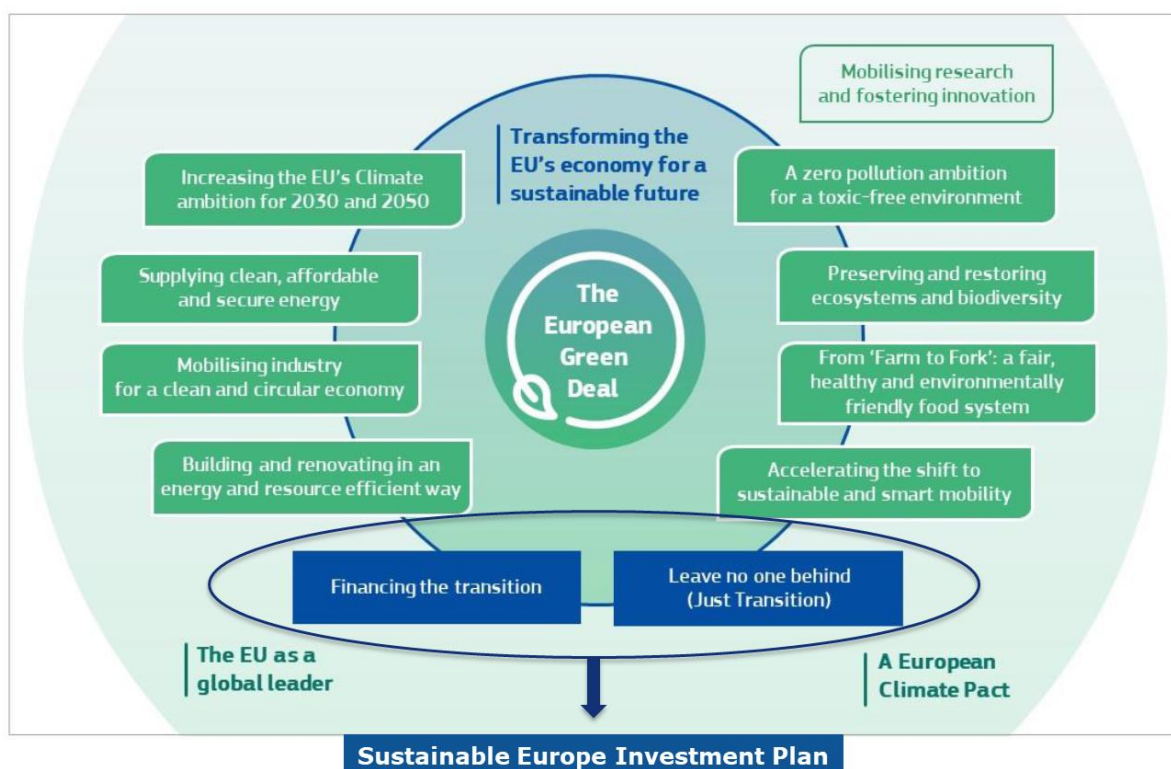 Mobilising research
and fostering innovation
Transforming the
EU's economy for a
sustainable future
Increasing the EU's Climate
ambition for 2030 and 2050
A zero pollution ambition
for a toxic-free environment
Supplying clean, affordable
and secure energy
Preserving and restoring
ecosystems and biodiversity
The
European
Green
Deal
Mobilising industry
for a clean and circular economy
From ‘Farm to Fork’: a fair,
healthy and environmentally
friendly food system
Building and renovating in an
energy and resource efficient way
Accelerating the shift to
sustainable and smart mobility
Financing the transition
Leave no one behind
(Just Transition)
The EU as a
global leader
A European
Climate Pact
Sustainable Europe Investment Plan